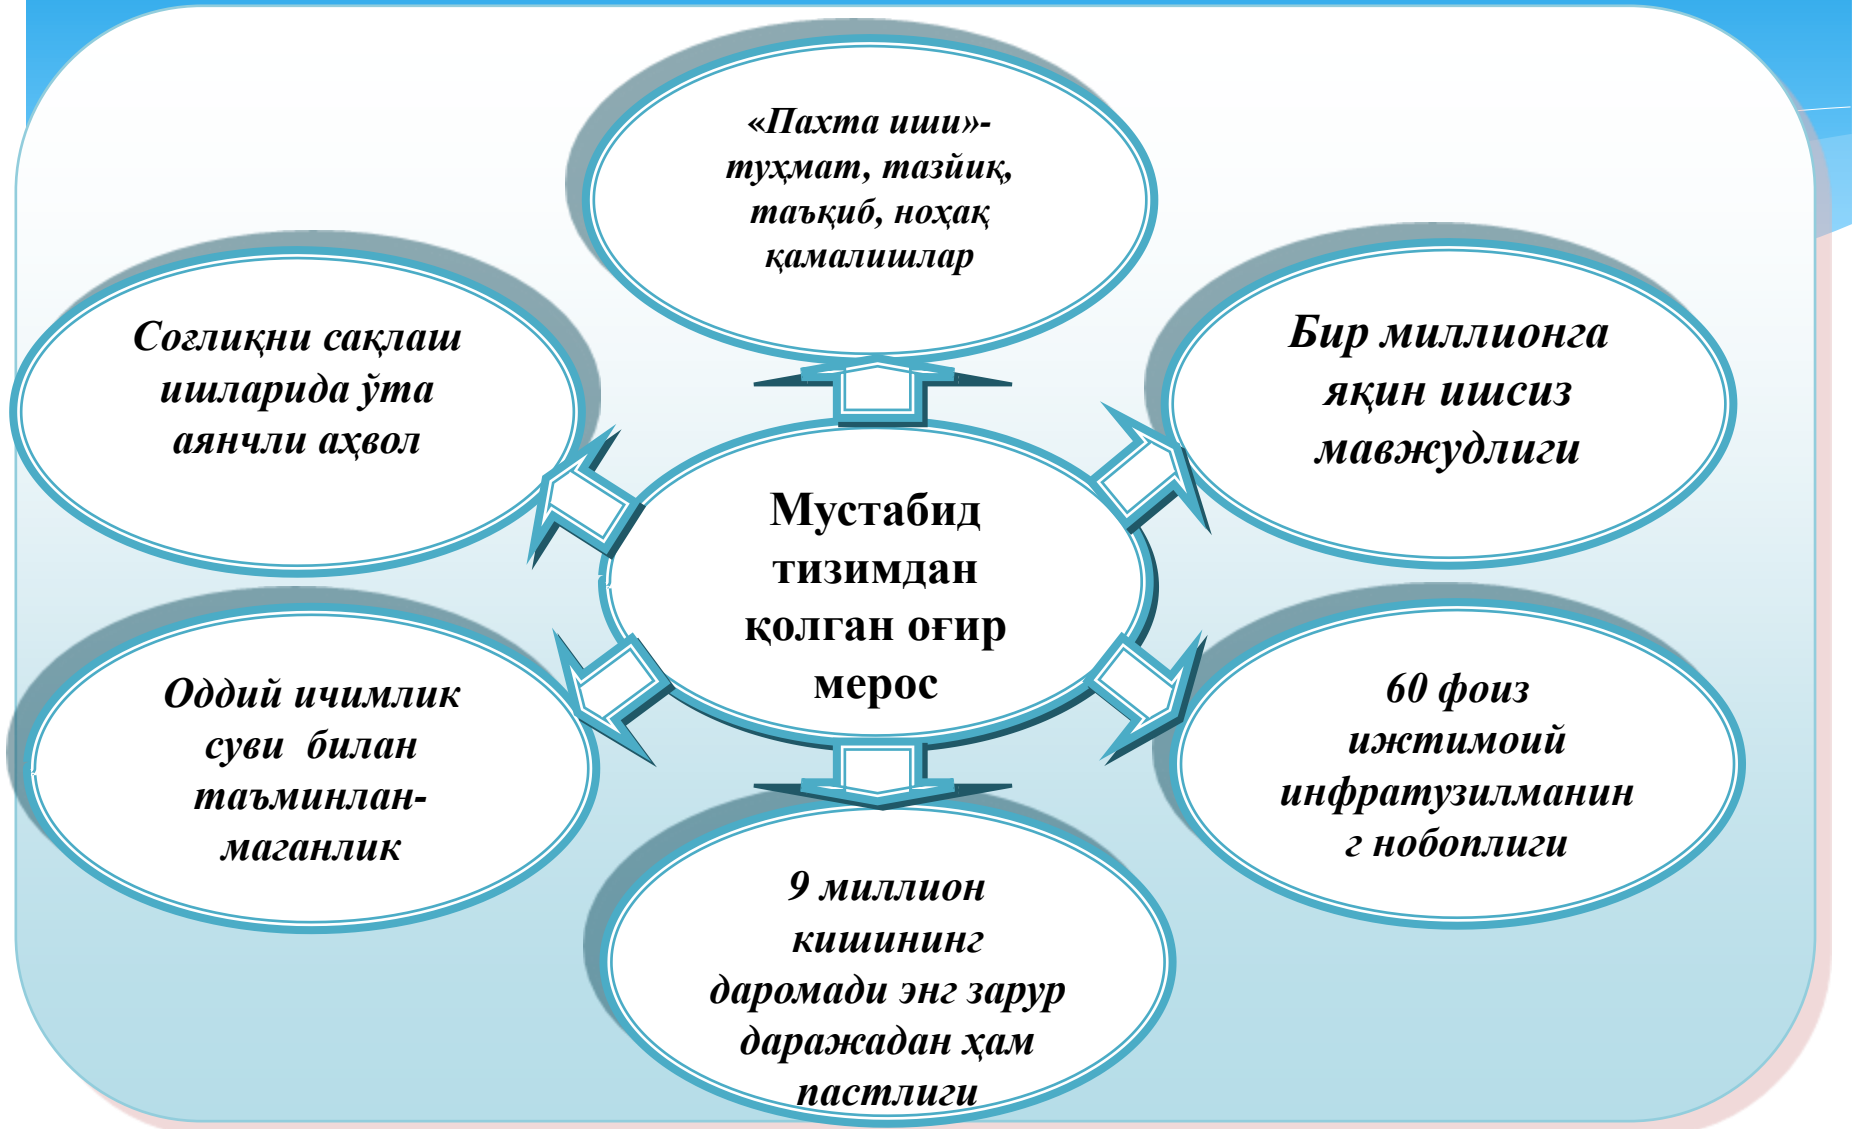 «Пахта иши»-
туҳмат, тазйиқ,
таъқиб, ноҳақ
қамалишлар
Соғлиқни сақлаш
ишларида ўта
аянчли аҳвол
Бир миллионга
яқин ишсиз
мавжудлиги
Мустабид
тизимдан
қолган оғир
мерос
Оддий ичимлик
суви билан
таъминлан-
маганлик
60 фоиз
ижтимоий
инфратузилманин
г нобоплиги
9 миллион
кишининг
даромади энг зарур
даражадан ҳам
пастлиги